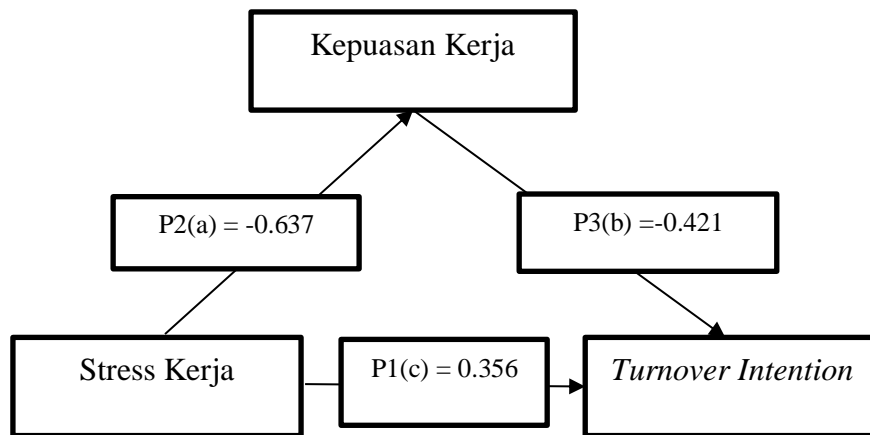 Kepuasan Kerja
P2(a) = -0.637
P3(b) =-0.421
Stress Kerja
P1(c) = 0.356
Turnover Intention